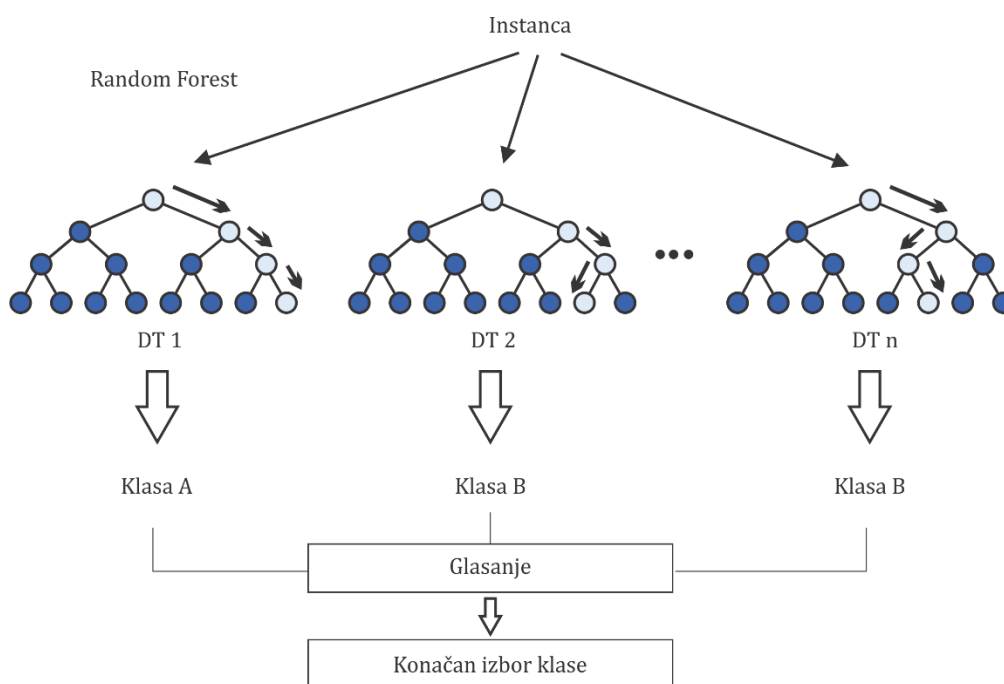 Instanca
Random Forest
DT 1
DT 2
DT n
Klasa A
Klasa B
Klasa B
Glasanje
Konačan izbor klase